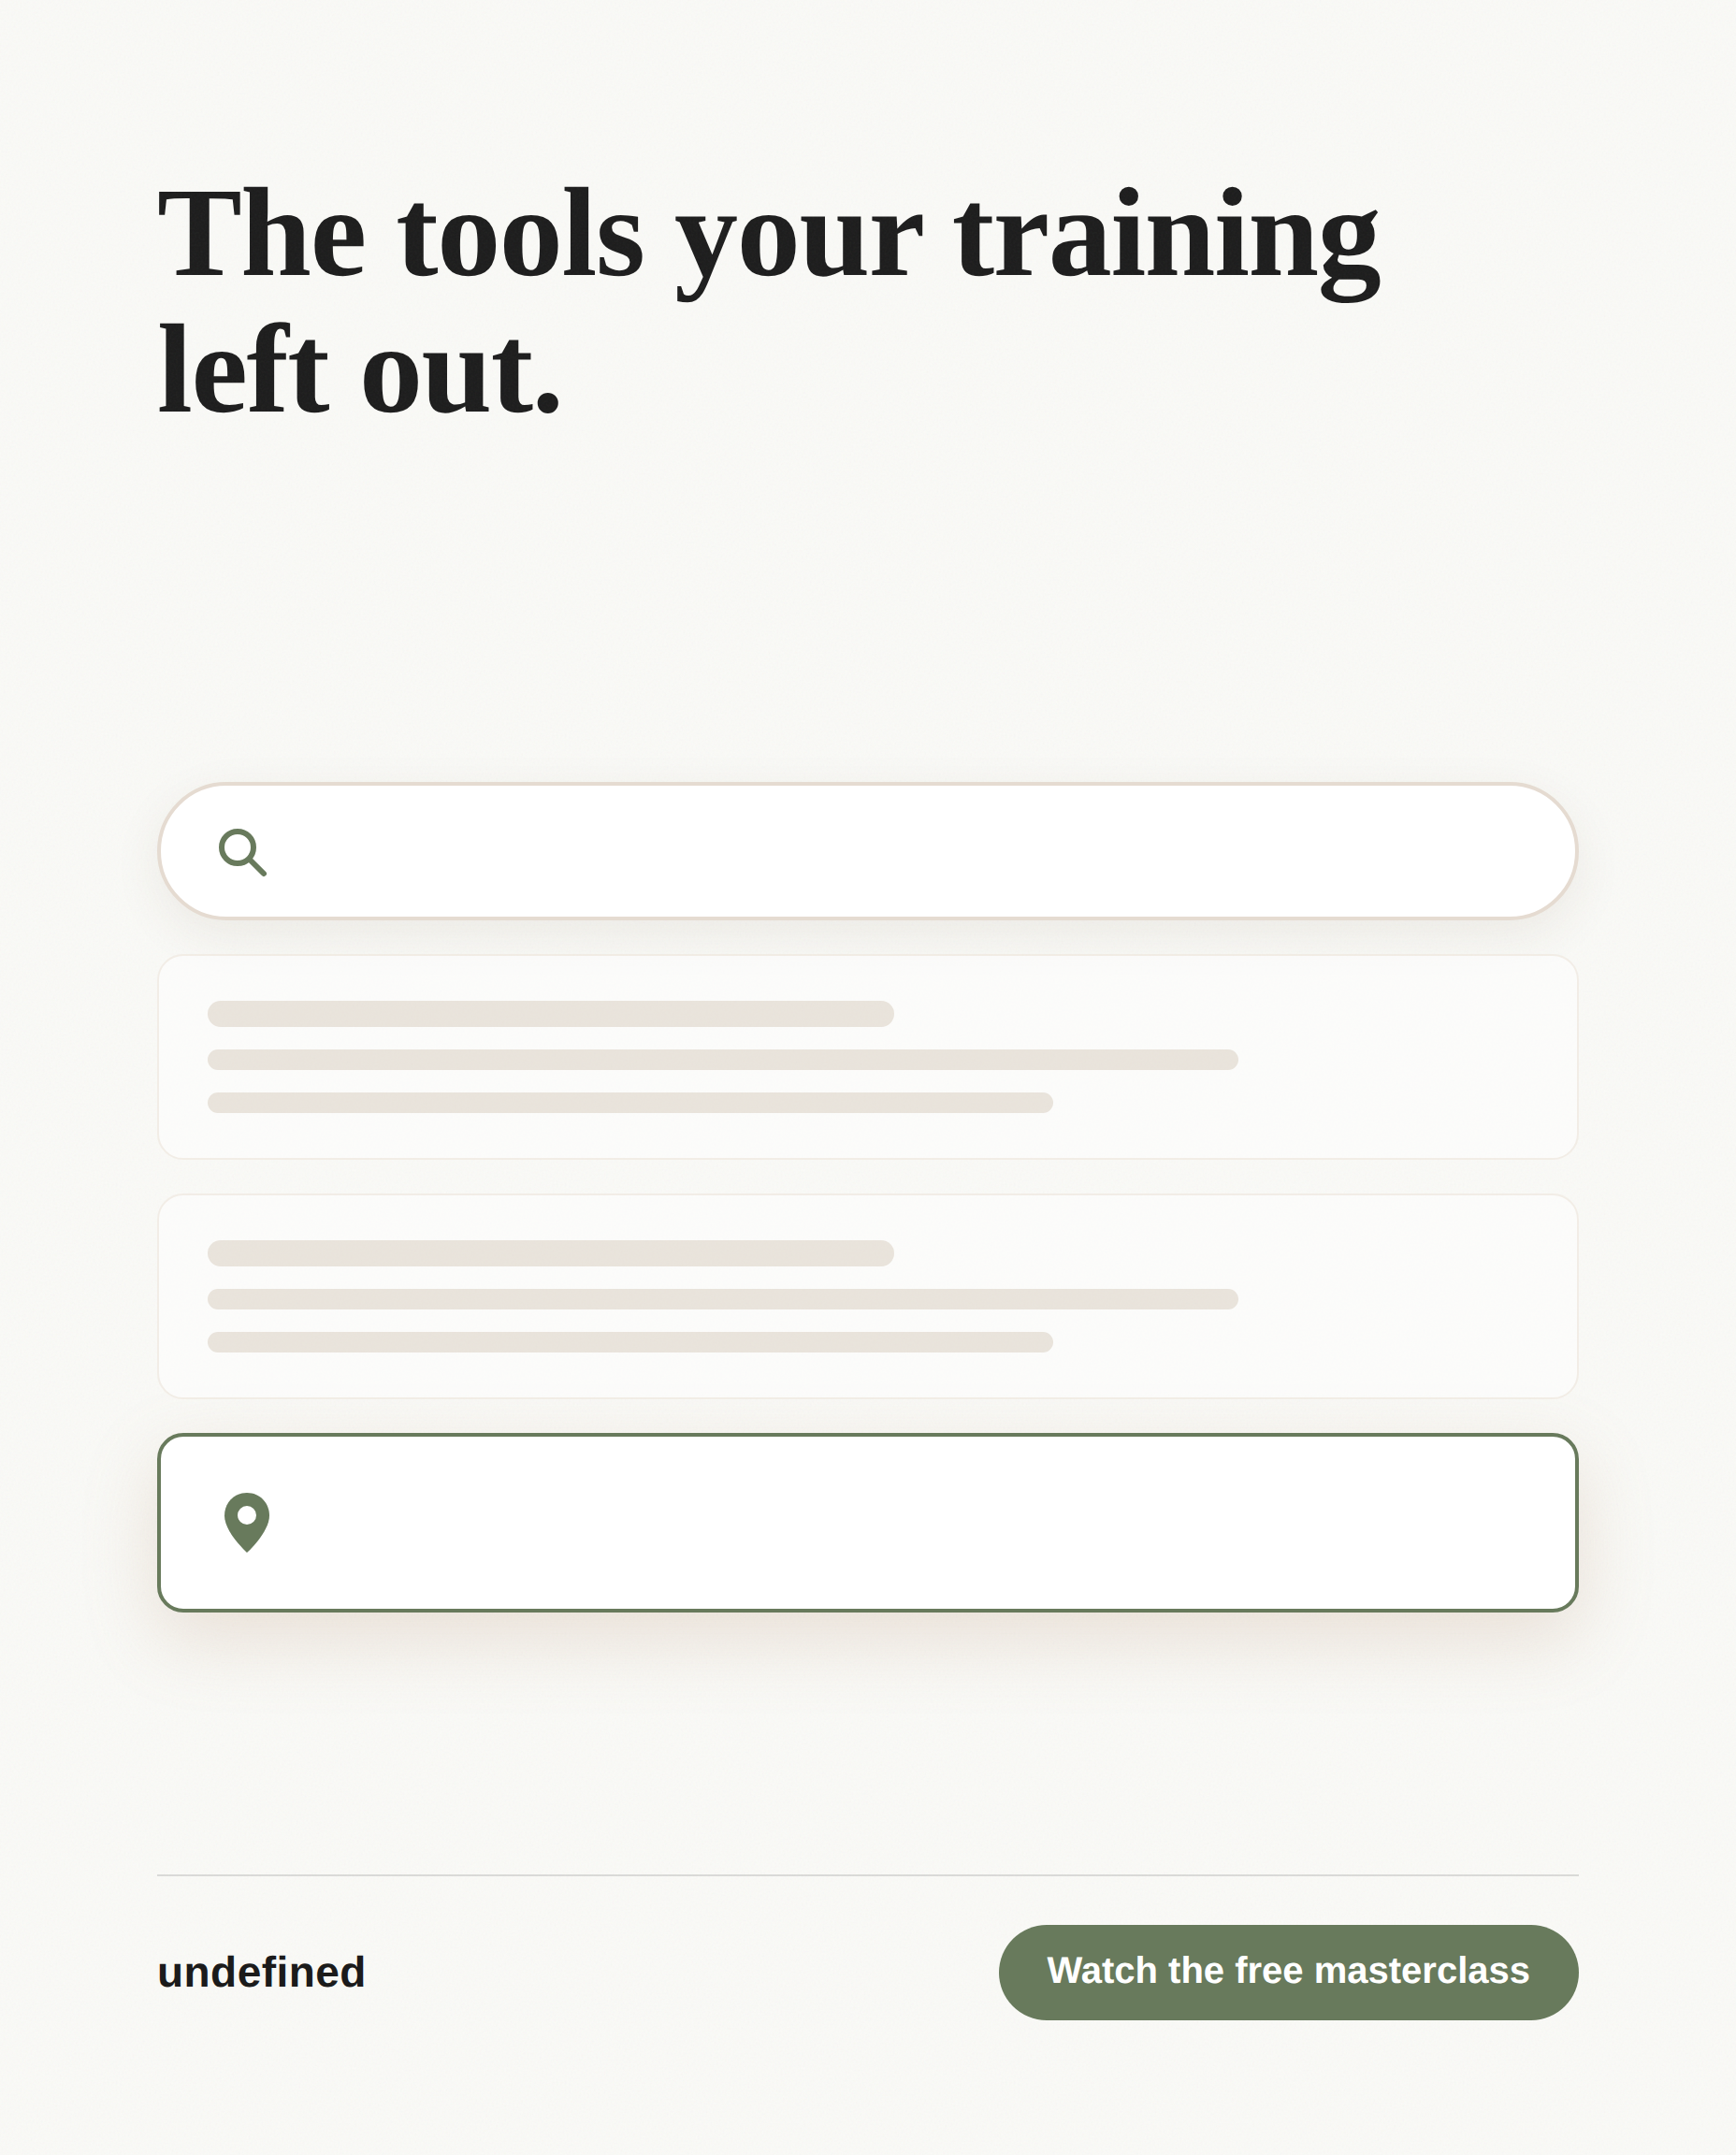 The tools your training
left out.
undefined
Watch the free masterclass